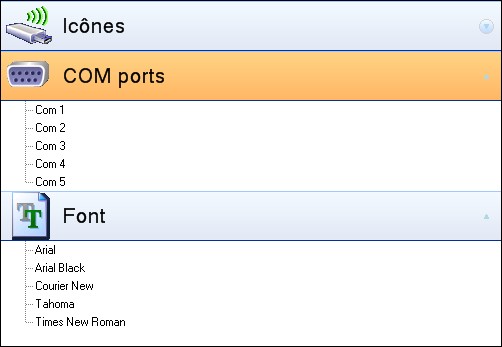 Icônes
COM ports
Com 1
Com 2
Com 3
Com 4
Com 5
Font
Arial
Arial Black
Courier New
Tahoma
Times New Roman